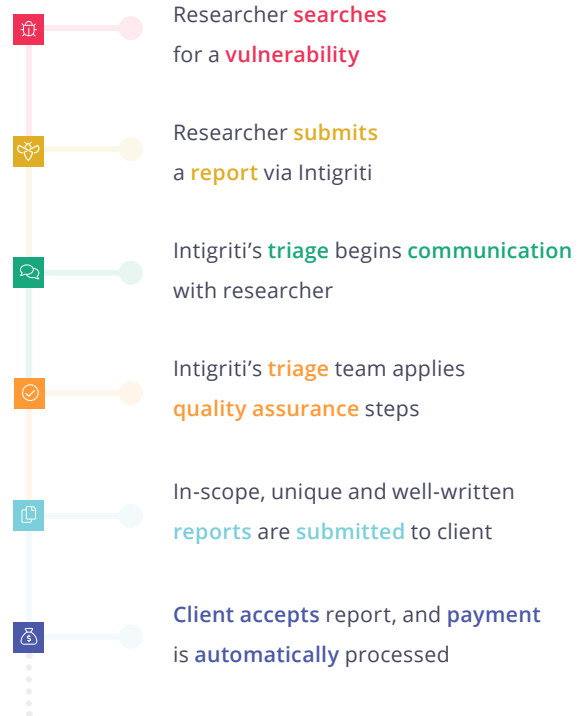 Researcher searches
for a vulnerability
Researcher submits
a report via Intigriti
Intigriti's triage begins communication
with researcher
Intigriti's triage team applies
quality assurance steps
In-scope, unique and well-written
reports are submitted to client
Client accepts report, and payment
is automatically processed